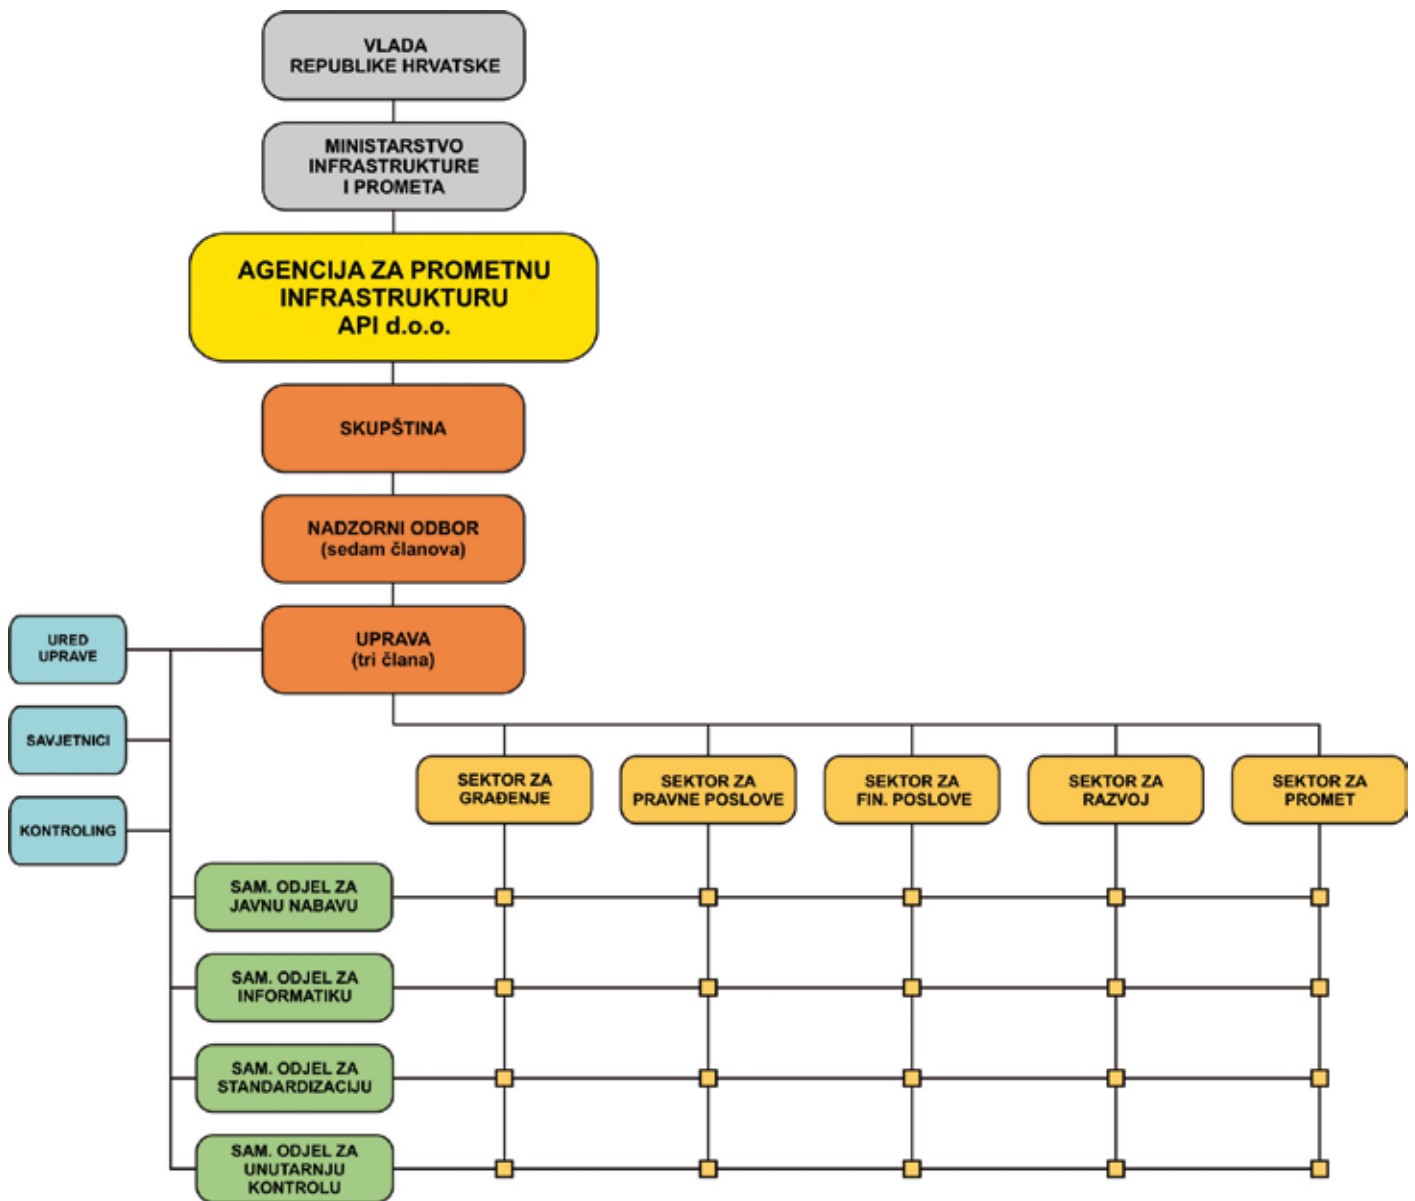 VLADA
REPUBLIKE HRVATSKE
MINISTARSTVO
INFRASTRUKTURE
I PROMETA
AGENCIJA ZA PROMETNU
INFRASTRUKTURU
API d.o.o.
SKUPŠTINA
NADZORNI ODBOR
(sedam članova)
UPRAVA
(tri člana)
URED
UPRAVE
SAVJETNICI
KONTROLING
SEKTOR ZA
GRAĐENJE
SEKTOR ZA
PRAVNE POSLOVE
SEKTOR ZA
FIN. POSLOVE
SEKTOR ZA
RAZVOJ
SEKTOR ZA
PROMET
SAM. ODJEL ZA
JAVNU NABAVU
SAM. ODJEL ZA
INFORMATIKU
SAM. ODJEL ZA
STANDARDIZACIJU
SAM. ODJEL ZA
UNUTARNJU
KONTROLU